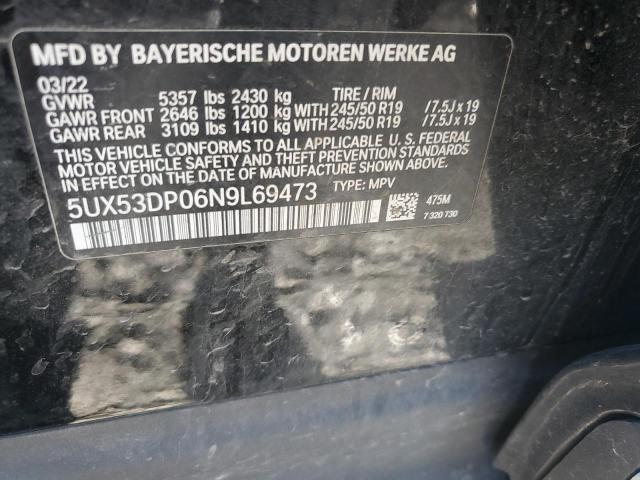 MFD BY BAYERISCHE MOTOREN WERKE AG
03/22
GVWR 5357 lbs 2430 kg TIRE / RIM
GAWR FRONT 2646 lbs 1200 kg WITH 245/50 R19 / 7.5J x 19
GAWR REAR 3109 lbs 1410 kg WITH 245/50 R19 / 7.5J x 19
THIS VEHICLE CONFORMS TO ALL APPLICABLE U. S. FEDERAL
MOTOR VEHICLE SAFETY AND THEFT PREVENTION STANDARDS
IN EFFECT ON THE DATE OF MANUFACTURE SHOWN ABOVE.
5UX53DP06N9L69473 TYPE: MPV
475M
7 320 730